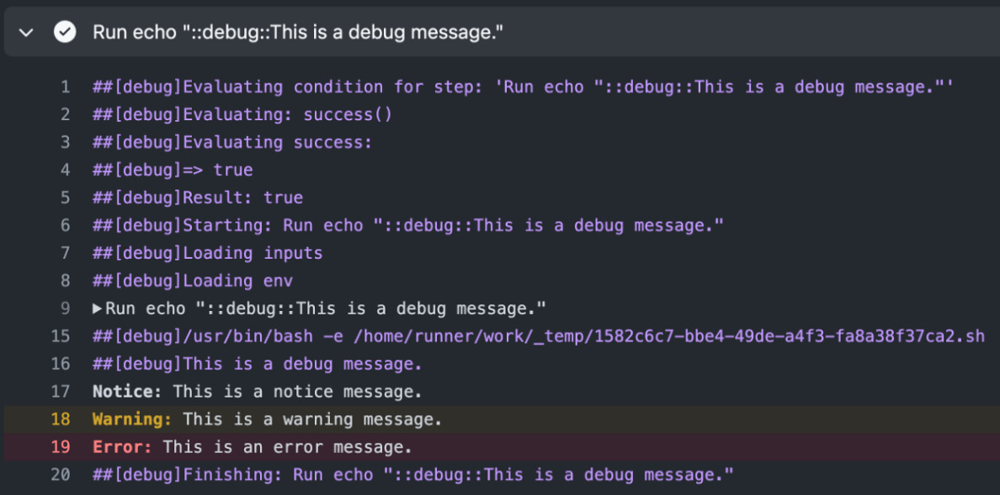 Run echo "::debug::This is a debug message."
1 ##[debug]Evaluating condition for step: 'Run echo "::debug::This is a debug message."'
2 ##[debug]Evaluating: success()
3 ##[debug]Evaluating success:
4 ##[debug]=> true
5 ##[debug]Result: true
6 ##[debug]Starting: Run echo "::debug::This is a debug message."
7 ##[debug]Loading inputs
8 ##[debug]Loading env
9 ▶Run echo "::debug::This is a debug message."
15 ##[debug]/usr/bin/bash -e /home/runner/work/_temp/1582c6c7-bbe4-49de-a4f3-fa8a38f37ca2.sh
16 ##[debug]This is a debug message.
17 Notice: This is a notice message.
18 Warning: This is a warning message.
19 Error: This is an error message.
20 ##[debug]Finishing: Run echo "::debug::This is a debug message."